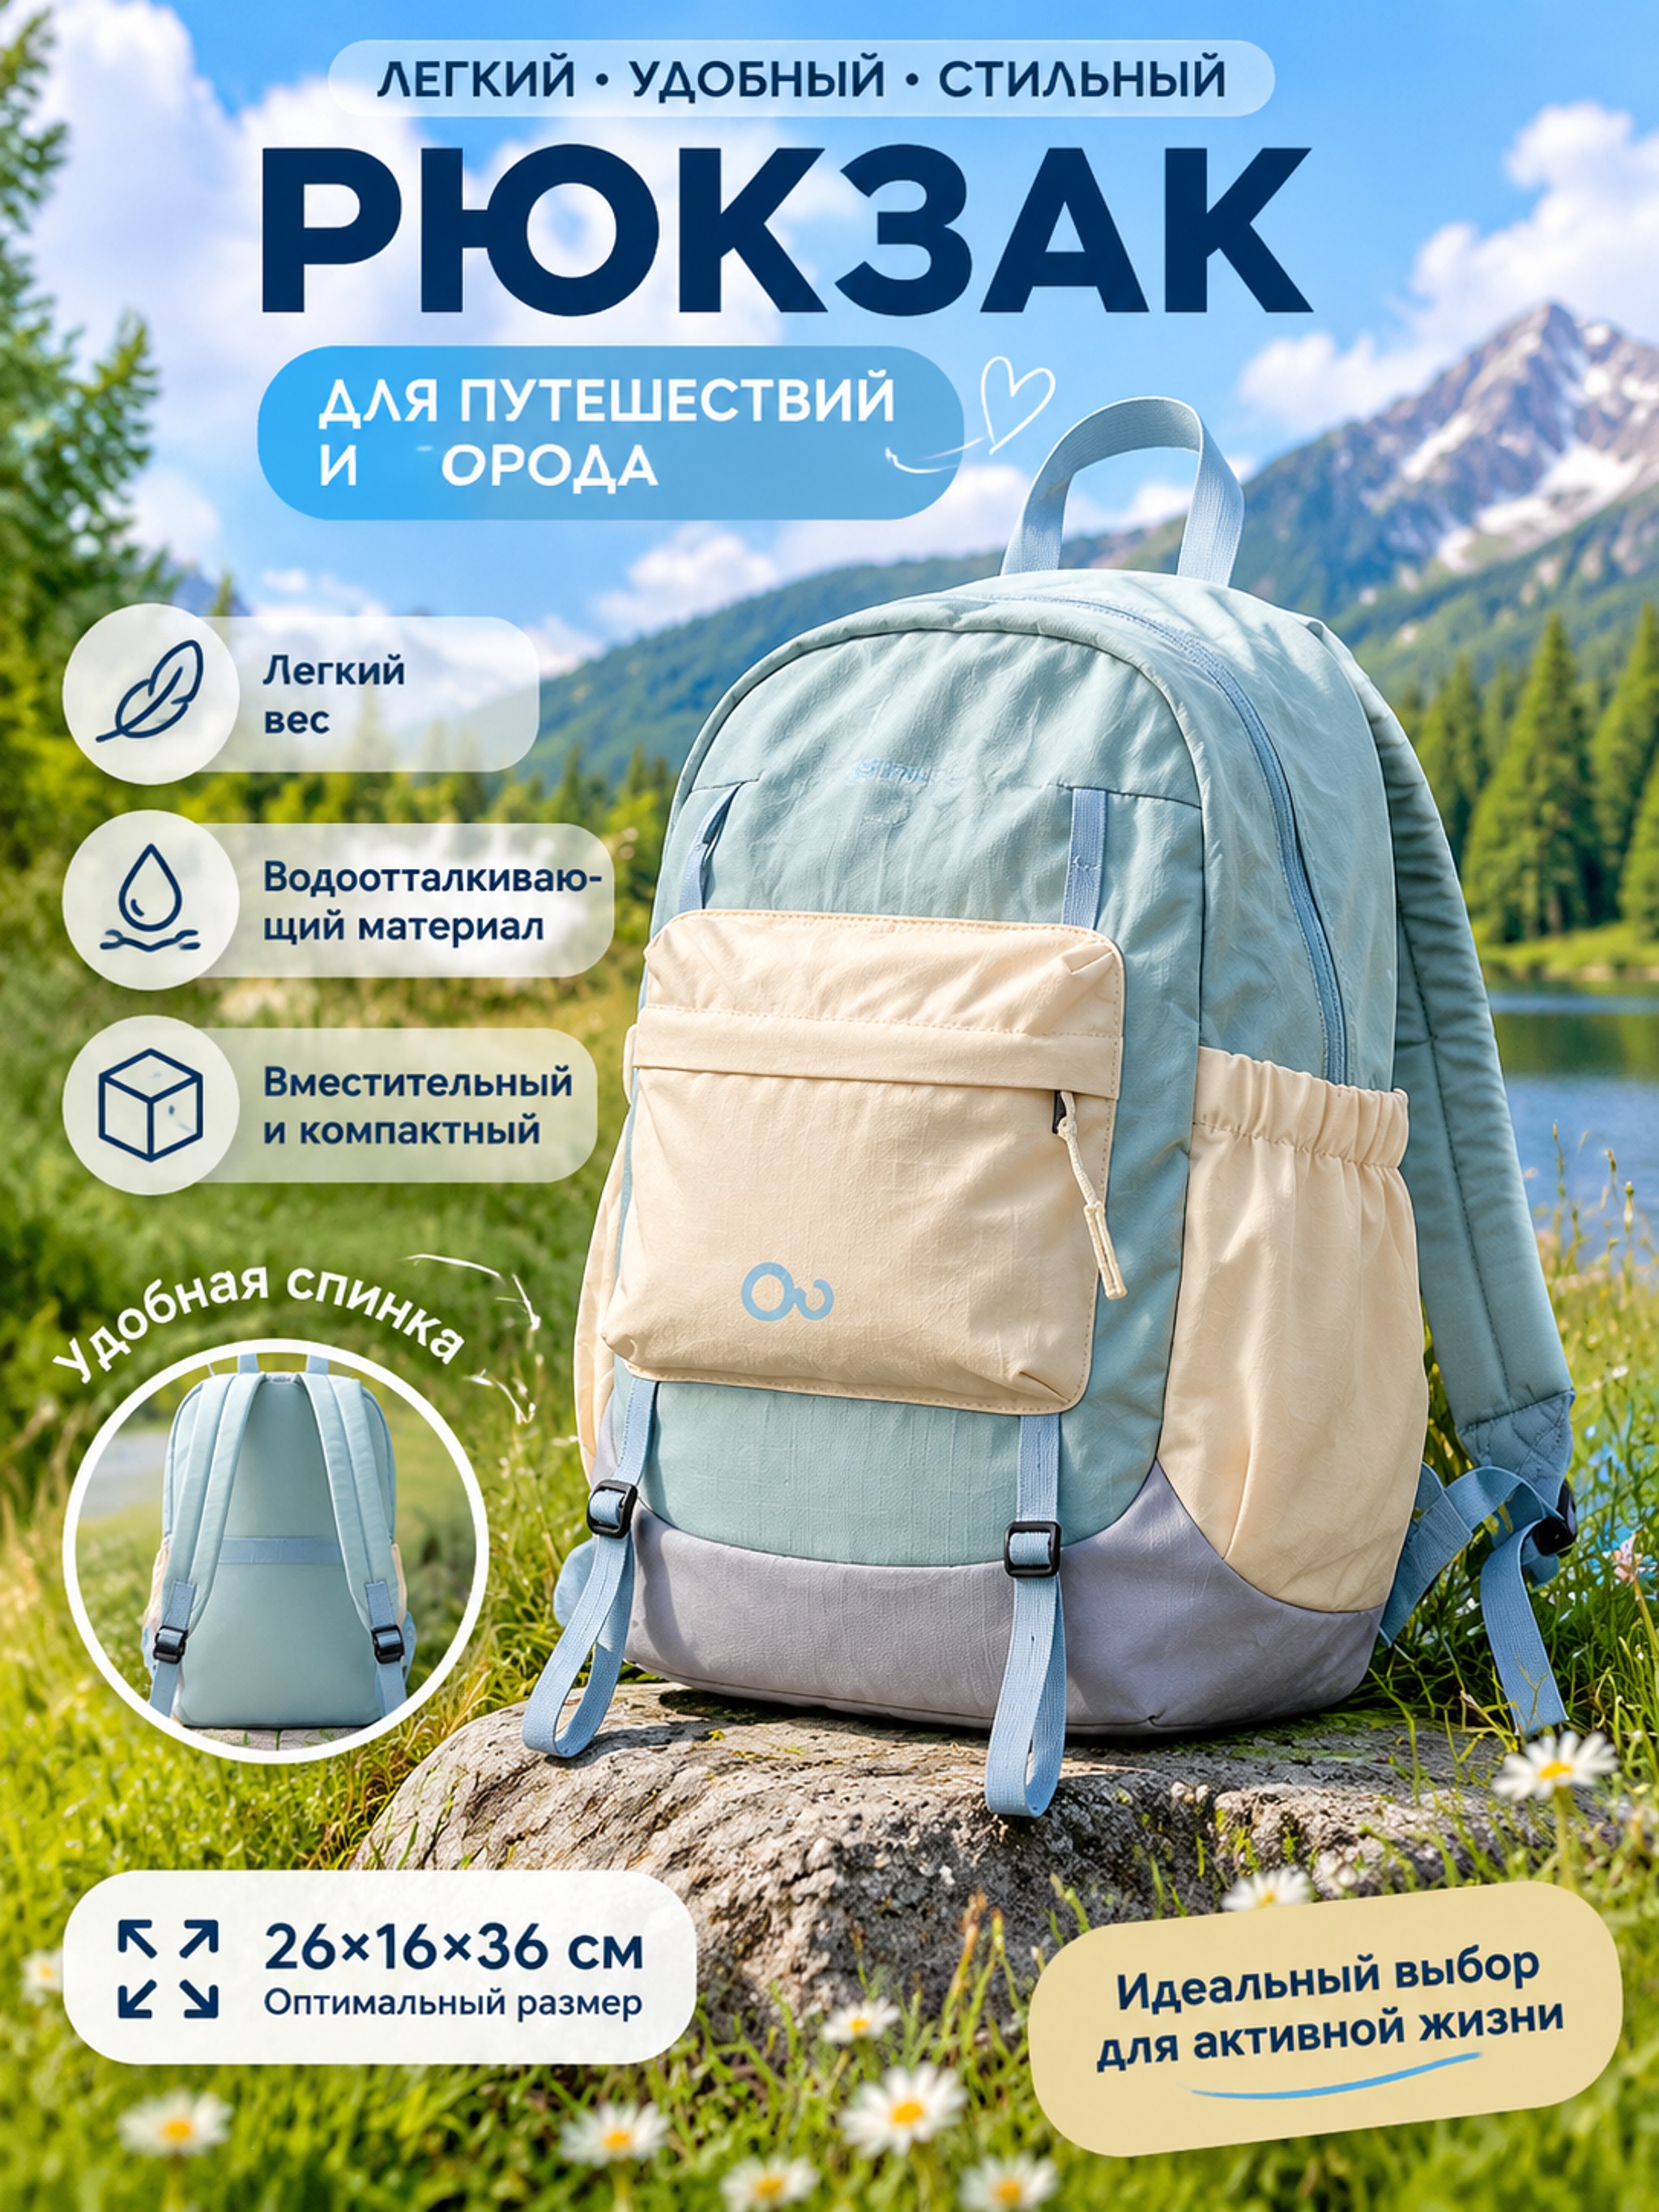 ЛЕГКИЙ • УДОБНЫЙ • СТИЛЬНЫЙ
РЮКЗАК
ДЛЯ ПУТЕШЕСТВИЙ
И ОРОДА
Легкий
вес
Водоотталкиваю-
щий материал
Вместительный
и компактный
Удобная спинка
26×16×36 см
Оптимальный размер
Идеальный выбор
для активной жизни